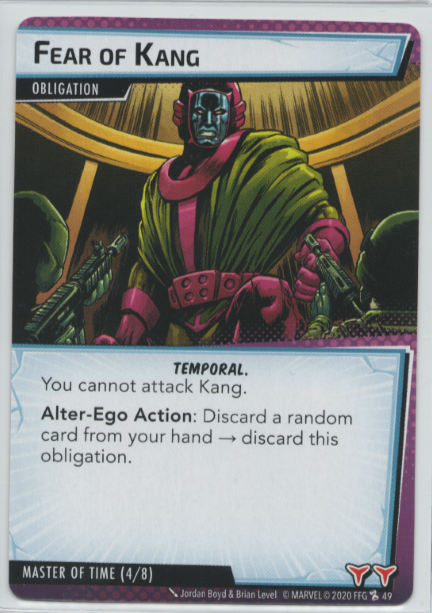 FEAR OF KANG
OBLIGATION
TEMPORAL.
You cannot attack Kang.
Alter-Ego Action: Discard a random
card from your hand → discard this
obligation.
MASTER OF TIME (4/8)
Jordan Boyd & Brian Level © MARVEL © 2020 FFG 49